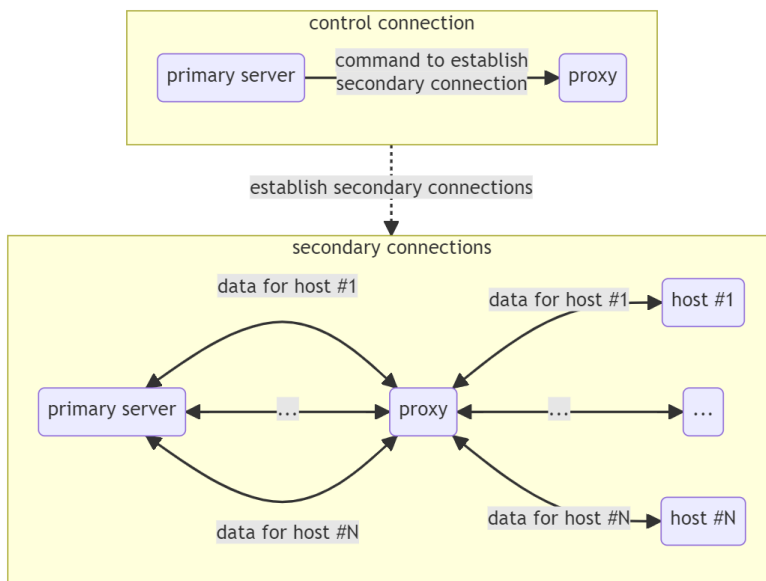 control connection
primary server
command to establish
secondary connection
proxy
establish secondary connections
secondary connections
data for host #1
data for host #1
host #1
primary server
...
proxy
...
...
data for host #N
data for host #N
host #N